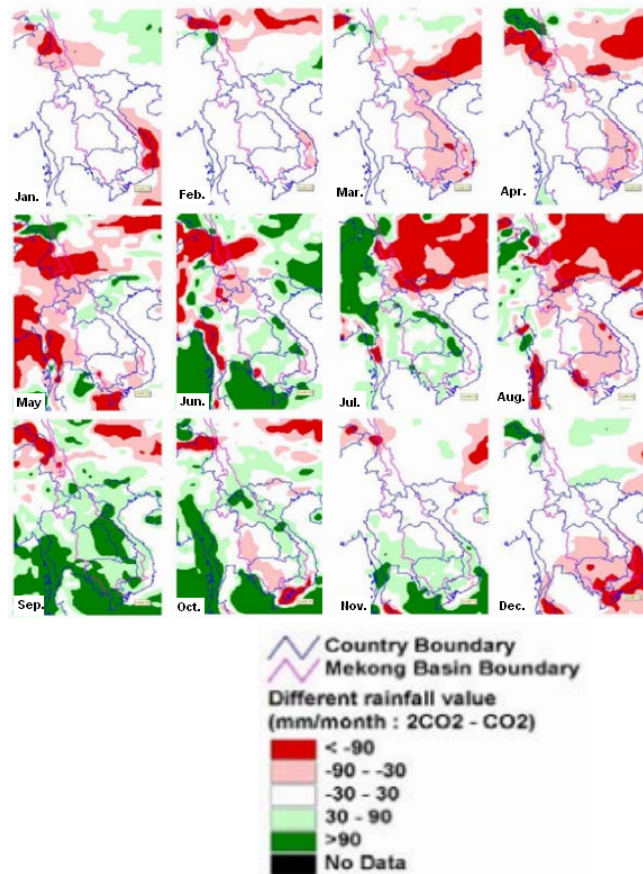 Jan.
Feb.
Mar.
Apr.
May
Jun.
Jul.
Aug.
Sep.
Oct.
Nov.
Dec.
Country Boundary
Mekong Basin Boundary
Different rainfall value
(mm/month : 2CO2 - CO2)
< -90
-90 - -30
-30 - 30
30 - 90
>90
No Data